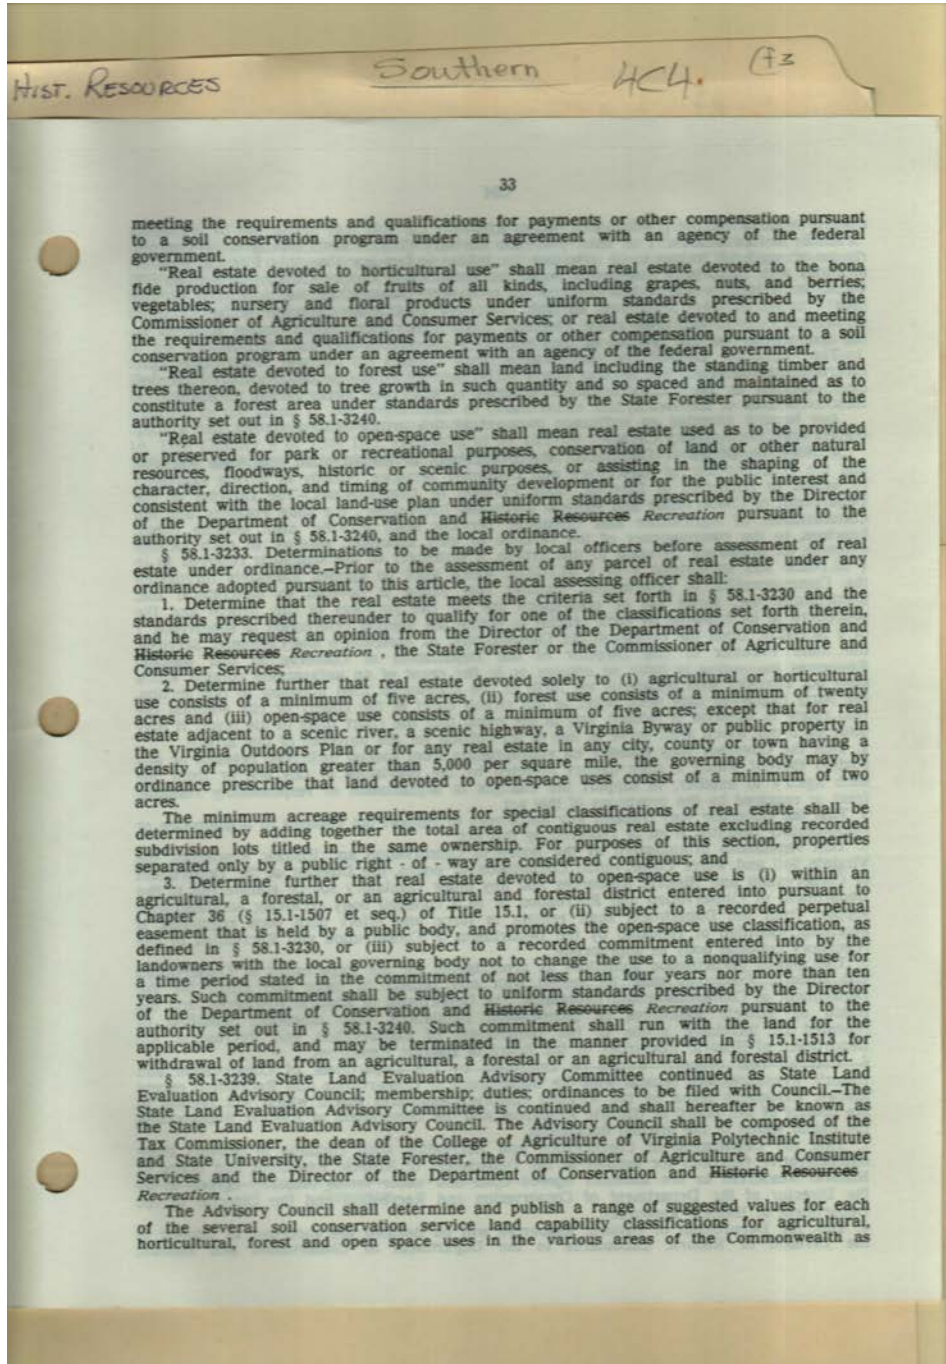 HIST. RESOURCES
Southern
4C4.
33
meeting the requirements and qualifications for payments or other compensation pursuant
to a soil conservation program under an agreement with an agency of the federal
government.
"Real estate devoted to horticultural use" shall mean real estate devoted to the bona
fide production for sale of fruits of all kinds, including grapes, nuts, and berries;
vegetables; nursery and floral products under uniform standards prescribed by the
Commissioner of Agriculture and Consumer Services; or real estate devoted to and meeting
the requirements and qualifications for payments or other compensation pursuant to a soil
conservation program under an agreement with an agency of the federal government.
"Real estate devoted to forest use" shall mean land including the standing timber and
trees thereon, devoted to tree growth in such quantity and so spaced and maintained as to
constitute a forest area under standards prescribed by the State Forester pursuant to the
authority set out in § 58.1-3240.
"Real estate devoted to open-space use" shall mean real estate used as to be provided
or preserved for park or recreational purposes, conservation of land or other natural
resources, floodways, historic or scenic purposes, or assisting in the shaping of the
character, direction, and timing of community development or for the public interest and
consistent with the local land-use plan under uniform standards prescribed by the Director
of the Department of Conservation and Historic Resources Recreation pursuant to the
authority set out in § 58.1-3240, and the local ordinance.
§ 58.1-3233. Determinations to be made by local officers before assessment of real
estate under ordinance.—Prior to the assessment of any parcel of real estate under any
ordinance adopted pursuant to this article, the local assessing officer shall:
1. Determine that the real estate meets the criteria set forth in § 58.1-3230 and the
standards prescribed thereunder to qualify for one of the classifications set forth therein,
and he may request an opinion from the Director of the Department of Conservation and
Historic Resources Recreation , the State Forester or the Commissioner of Agriculture and
Consumer Services;
2. Determine further that real estate devoted solely to (i) agricultural or horticultural
use consists of a minimum of five acres, (ii) forest use consists of a minimum of twenty
acres and (iii) open-space use consists of a minimum of five acres; except that for real
estate adjacent to a scenic river, a scenic highway, a Virginia Byway or public property in
the Virginia Outdoors Plan or for any real estate in any city, county or town having a
density of population greater than 5,000 per square mile, the governing body may by
ordinance prescribe that land devoted to open-space uses consist of a minimum of two
acres.
The minimum acreage requirements for special classifications of real estate shall be
determined by adding together the total area of contiguous real estate excluding recorded
subdivision lots titled in the same ownership. For purposes of this section, properties
separated only by a public right - of - way are considered contiguous; and
3. Determine further that real estate devoted to open-space use is (i) within an
agricultural, a forestal, or an agricultural and forestal district entered into pursuant to
Chapter 36 (§ 15.1-1507 et seq.) of Title 15.1, or (ii) subject to a recorded perpetual
easement that is held by a public body, and promotes the open-space use classification, as
defined in § 58.1-3230, or (iii) subject to a recorded commitment entered into by the
landowners with the local governing body not to change the use to a nonqualifying use for
a time period stated in the commitment of not less than four years nor more than ten
years. Such commitment shall be subject to uniform standards prescribed by the Director
of the Department of Conservation and Historic Resources Recreation pursuant to the
authority set out in § 58.1-3240. Such commitment shall run with the land for the
applicable period, and may be terminated in the manner provided in § 15.1-1513 for
withdrawal of land from an agricultural, a forestal or an agricultural and forestal district.
§ 58.1-3239. State Land Evaluation Advisory Committee continued as State Land
Evaluation Advisory Council; membership; duties; ordinances to be filed with Council.—The
State Land Evaluation Advisory Committee is continued and shall hereafter be known as
the State Land Evaluation Advisory Council. The Advisory Council shall be composed of the
Tax Commissioner, the dean of the College of Agriculture of Virginia Polytechnic Institute
and State University, the State Forester, the Commissioner of Agriculture and Consumer
Services and the Director of the Department of Conservation and Historic Resources
Recreation .
The Advisory Council shall determine and publish a range of suggested values for each
of the several soil conservation service land capability classifications for agricultural,
horticultural, forest and open space uses in the various areas of the Commonwealth as